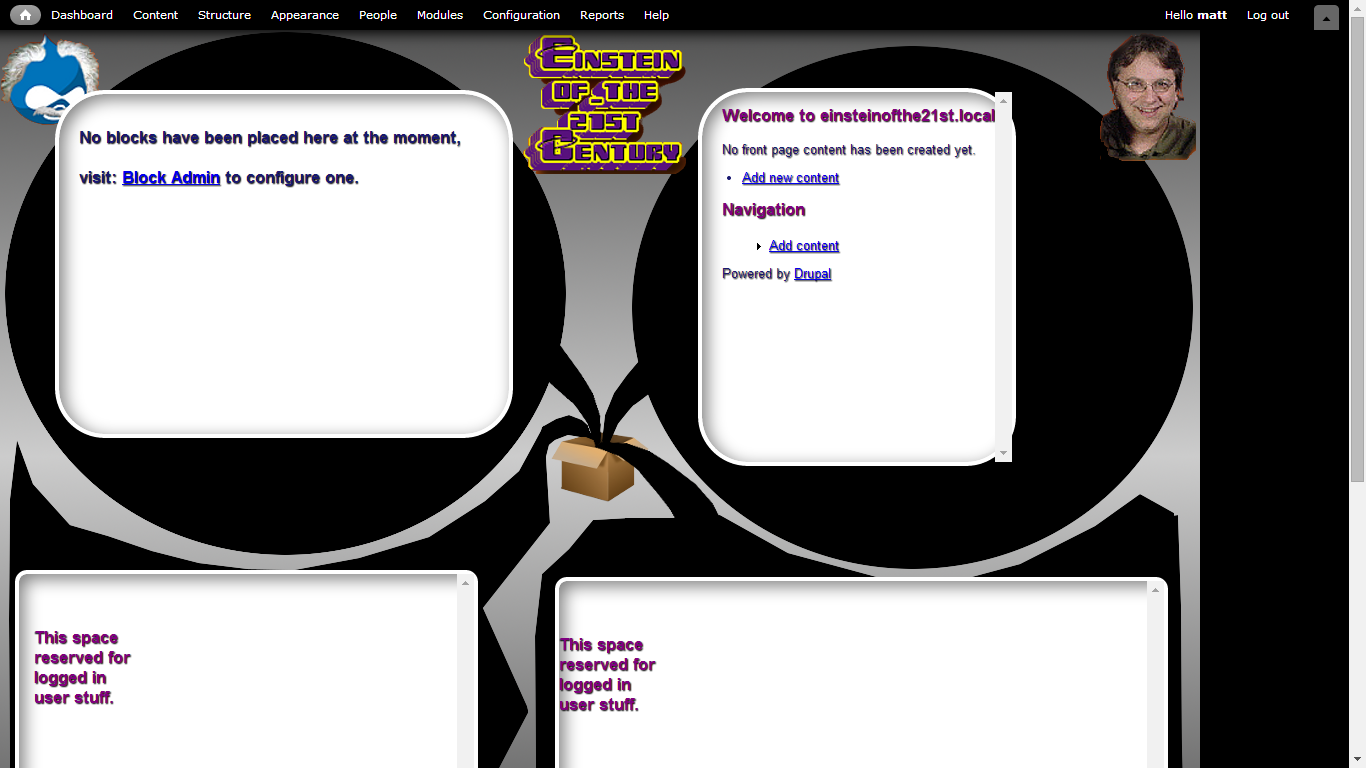 Dashboard Content Structure Appearance People Modules Configuration Reports Help Hello matt Log out
EINSTEIN
OF THE
21ST
CENTURY
No blocks have been placed here at the moment,
visit: Block Admin to configure one.
Welcome to einsteinofthe21st.local
No front page content has been created yet.
Add new content
Navigation
Add content
Powered by Drupal
This space
reserved for
logged in
user stuff.
This space
reserved for
logged in
user stuff.